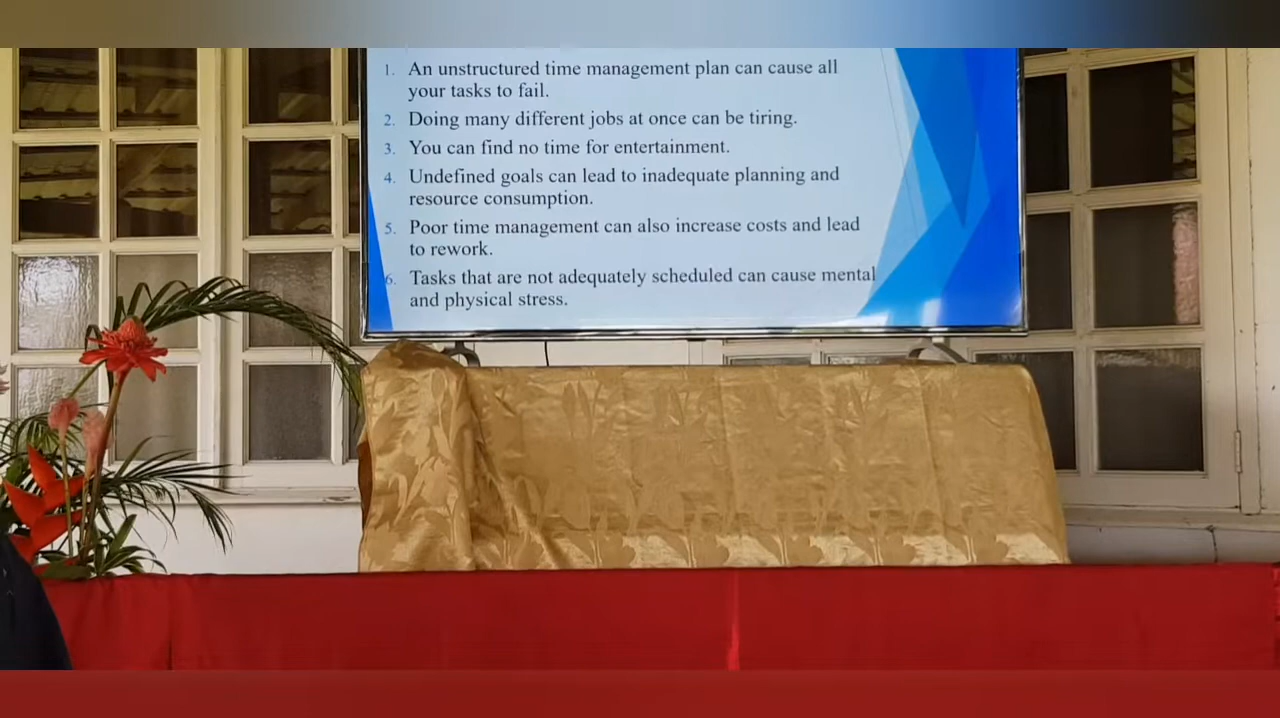 1. An unstructured time management plan can cause all
your tasks to fail.
2. Doing many different jobs at once can be tiring.
3. You can find no time for entertainment.
4. Undefined goals can lead to inadequate planning and
resource consumption.
5. Poor time management can also increase costs and lead
to rework.
6. Tasks that are not adequately scheduled can cause mental
and physical stress.